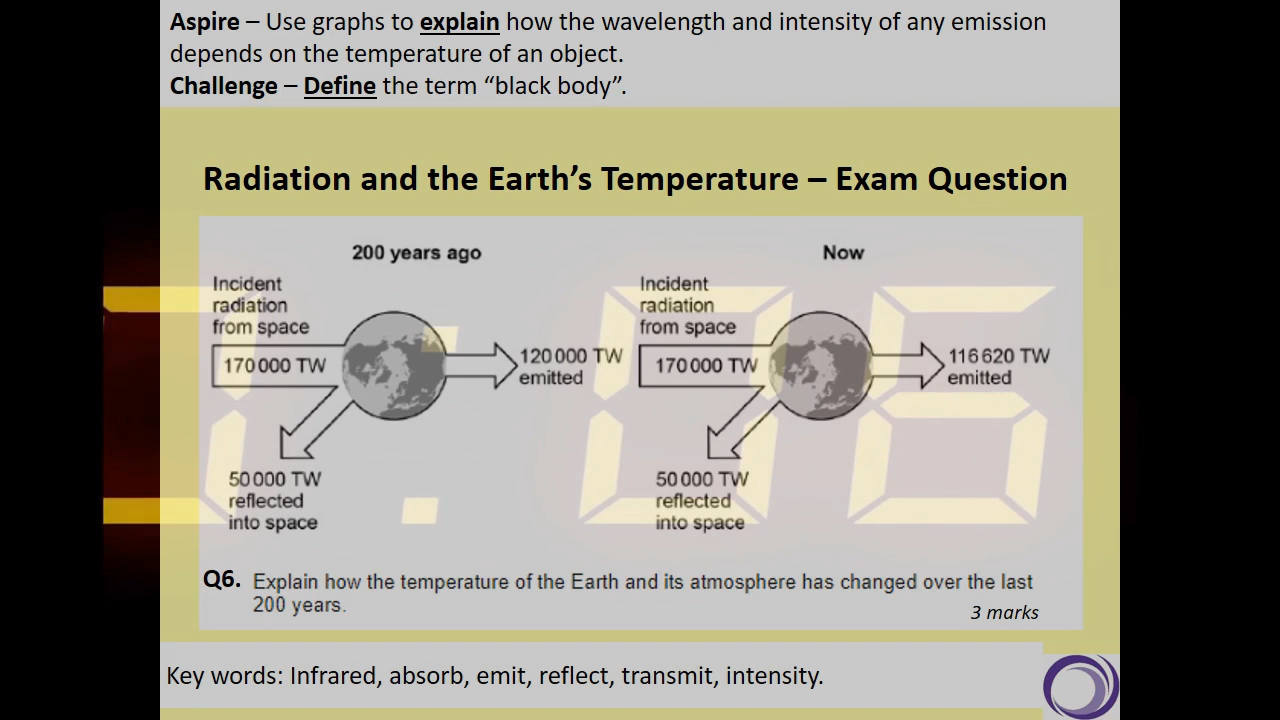 Aspire – Use graphs to explain how the wavelength and intensity of any emission
depends on the temperature of an object.
Challenge – Define the term “black body”.
Radiation and the Earth’s Temperature – Exam Question
200 years ago
Incident
radiation
from space
170 000 TW
120 000 TW
emitted
50 000 TW
reflected
into space
Now
Incident
radiation
from space
170 000 TW
116 620 TW
emitted
50 000 TW
reflected
into space
Q6. Explain how the temperature of the Earth and its atmosphere has changed over the last
200 years.
3 marks
Key words: Infrared, absorb, emit, reflect, transmit, intensity.